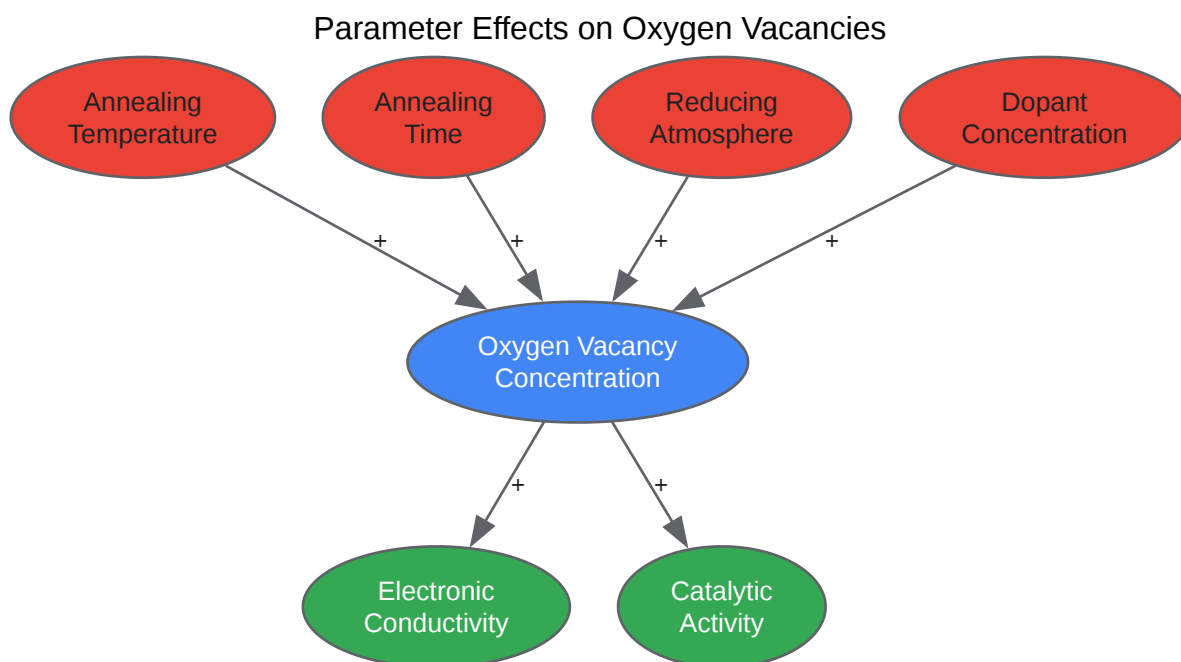 Parameter Effects on Oxygen Vacancies
Annealing
Temperature
Annealing
Time
Reducing
Atmosphere
Dopant
Concentration
+
+
+
+
Oxygen Vacancy
Concentration
+
+
Electronic
Conductivity
Catalytic
Activity